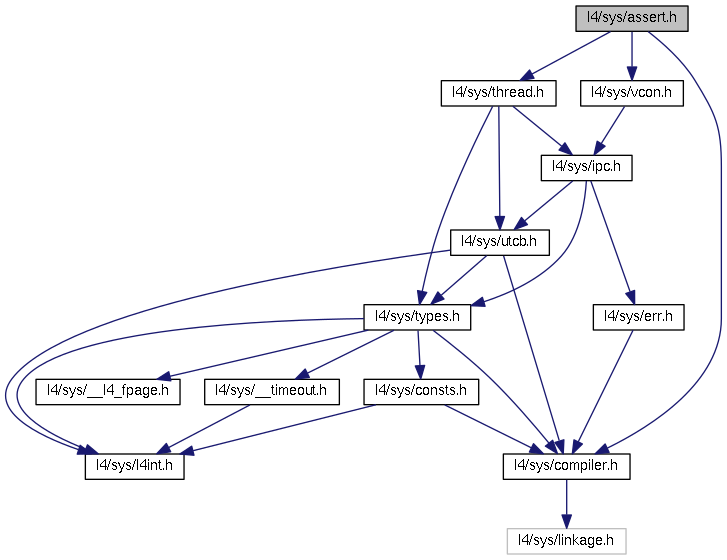 l4/sys/assert.h
l4/sys/thread.h
l4/sys/vcon.h
l4/sys/ipc.h
l4/sys/utcb.h
l4/sys/types.h
l4/sys/err.h
l4/sys/__l4_fpage.h
l4/sys/__timeout.h
l4/sys/consts.h
l4/sys/l4int.h
l4/sys/compiler.h
l4/sys/linkage.h